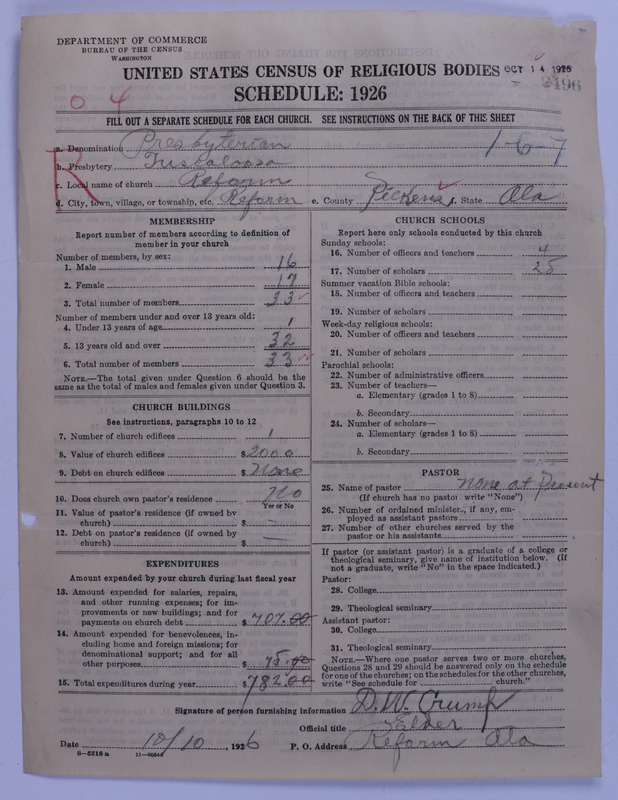 DEPARTMENT OF COMMERCE
BUREAU OF THE CENSUS
WASHINGTON
UNITED STATES CENSUS OF RELIGIOUS BODIES OCT 14 1926
SCHEDULE: 1926
FILL OUT A SEPARATE SCHEDULE FOR EACH CHURCH. SEE INSTRUCTIONS ON THE BACK OF THIS SHEET
04
R
1-6-7
a. Denomination Presbyterian
b. Presbytery Tuscaloosa
c. Local name of church Reform
d. City, town, village, or township, etc. Reform e. County Pickens f. State Ala
MEMBERSHIP
Report number of members according to definition of
member in your church
Number of members, by sex:
1. Male 16
2. Female 17
3. Total number of members 33
Number of members under and over 13 years old:
4. Under 13 years of age 1
5. 13 years old and over 32
6. Total number of members 33
NOTE.—The total given under Question 6 should be the
same as the total of males and females given under Question 3.
CHURCH BUILDINGS
See instructions, paragraphs 10 to 12
7. Number of church edifices 1
8. Value of church edifices $ 2000
9. Debt on church edifices $ None
10. Does church own pastor's residence No
Yes or No
11. Value of pastor's residence (if owned by
church) $ —
12. Debt on pastor's residence (if owned by
church) $ —
EXPENDITURES
Amount expended by your church during last fiscal year
13. Amount expended for salaries, repairs,
and other running expenses; for im-
provements or new buildings; and for
payments on church debt $ 707.00
14. Amount expended for benevolences, in-
cluding home and foreign missions; for
denominational support; and for all
other purposes $ 75.00
15. Total expenditures during year $ 782.00
CHURCH SCHOOLS
Report here only schools conducted by this church
Sunday schools:
16. Number of officers and teachers 4
17. Number of scholars 25
Summer vacation Bible schools:
18. Number of officers and teachers
19. Number of scholars
Week-day religious schools:
20. Number of officers and teachers
21. Number of scholars
Parochial schools:
22. Number of administrative officers
23. Number of teachers—
a. Elementary (grades 1 to 8)
b. Secondary
24. Number of scholars—
a. Elementary (grades 1 to 8)
b. Secondary
PASTOR
25. Name of pastor None at Present
(If church has no pastor write "None")
26. Number of ordained ministers, if any, em-
ployed as assistant pastors
27. Number of other churches served by the
pastor or his assistants
If pastor (or assistant pastor) is a graduate of a college or
theological seminary, give name of institution below. (If
not a graduate, write "No" in the space indicated.)
Pastor:
28. College
29. Theological seminary
Assistant pastor:
30. College
31. Theological seminary
NOTE.—Where one pastor serves two or more churches,
Questions 28 and 29 should be answered only on the schedule
for one of the churches; on the schedules for the other churches,
write "See schedule for church."
Signature of person furnishing information D. W. Crump
Official title Elder
Date 10/10, 1926 P. O. Address Reform Ala
8-5518 a